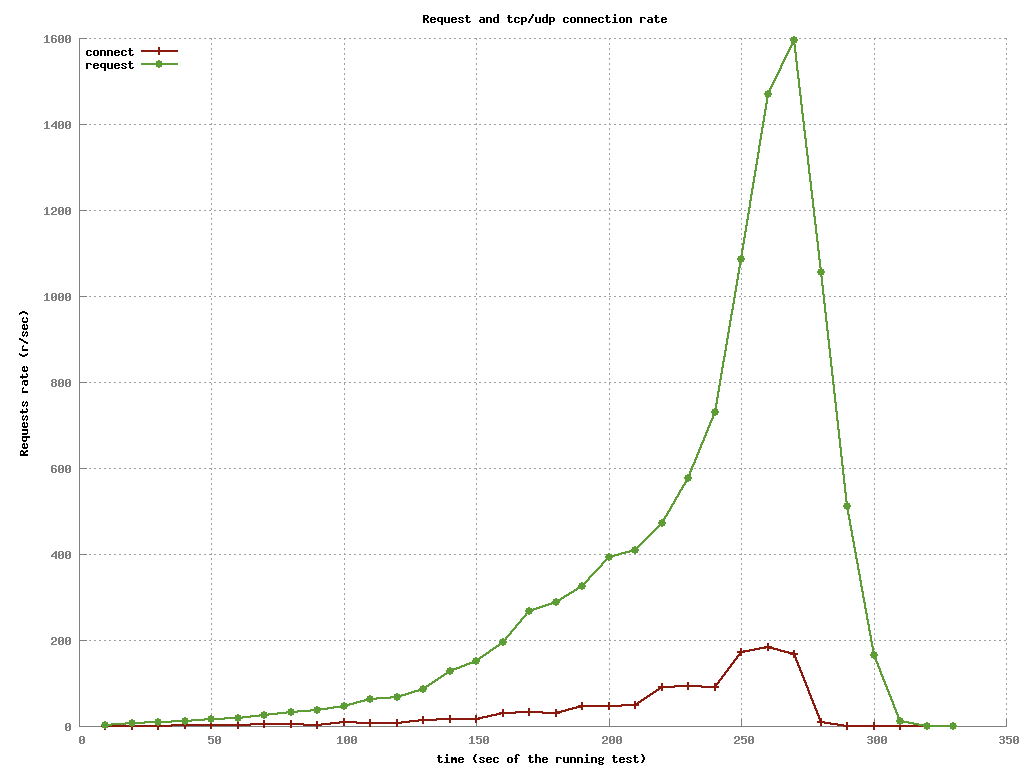 Request and tcp/udp connection rate
connect
request
1600
1400
1200
1000
800
600
400
200
0
Requests rate (r/sec)
0 50 100 150 200 250 300 350
time (sec of the running test)